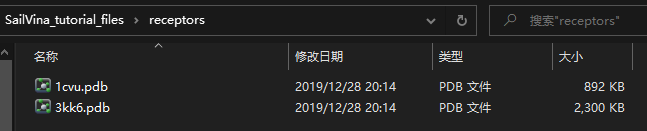 SailVina_tutorial_files › receptors
搜索"receptors"
名称 修改日期 类型 大小
1cvu.pdb 2019/12/28 20:14 PDB 文件 892 KB
3kk6.pdb 2019/12/28 20:14 PDB 文件 2,300 KB